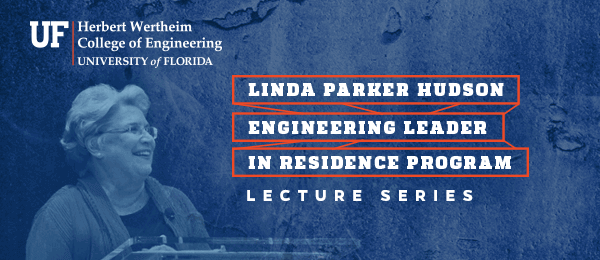 UF
Herbert Wertheim
College of Engineering
UNIVERSITY of FLORIDA
LINDA PARKER HUDSON
ENGINEERING LEADER
IN RESIDENCE PROGRAM
LECTURE SERIES